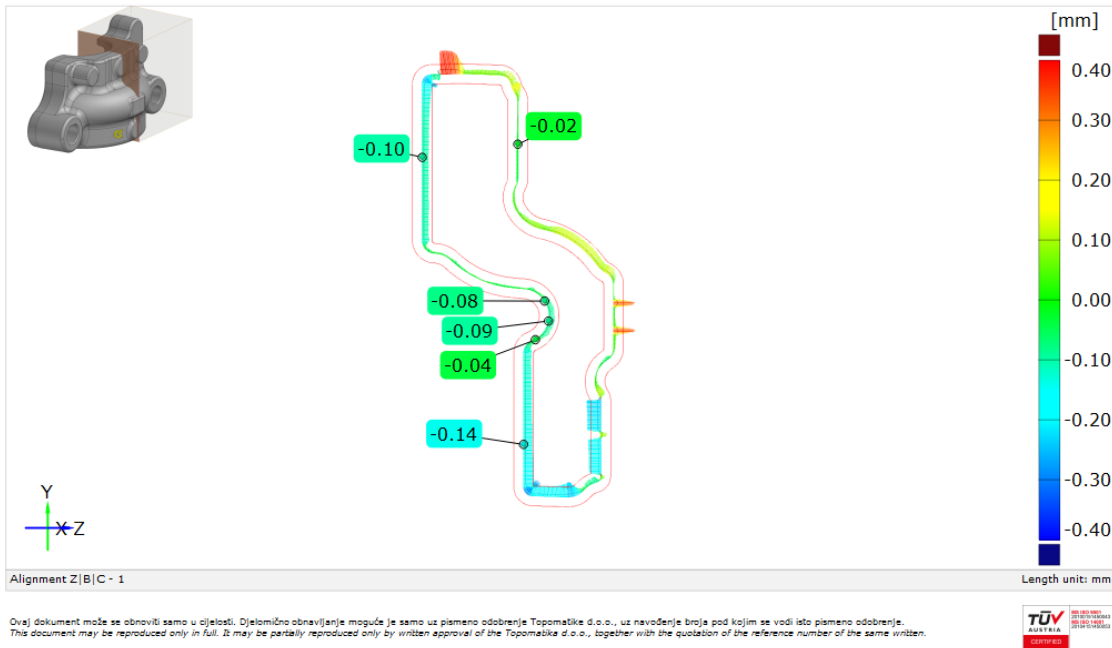 [mm]
0.40
0.30
0.20
0.10
0.00
-0.10
-0.20
-0.30
-0.40
-0.02
-0.10
-0.08
-0.09
-0.04
-0.14
Y
X Z
Alignment Z|B|C - 1
Length unit: mm
Ovaj dokument može se obnoviti samo u cijelosti. Djelomično obnavljanje moguće je samo uz pismeno odobrenje Topomatike d.o.o., uz navođenje broja pod kojim se vodi isto pismeno odobrenje.
This document may be reproduced only in full. It may be partially reproduced only by written approval of the Topomatika d.o.o., together with the quotation of the reference number of the same written.
TÜV
AUSTRIA
CERTIFIED